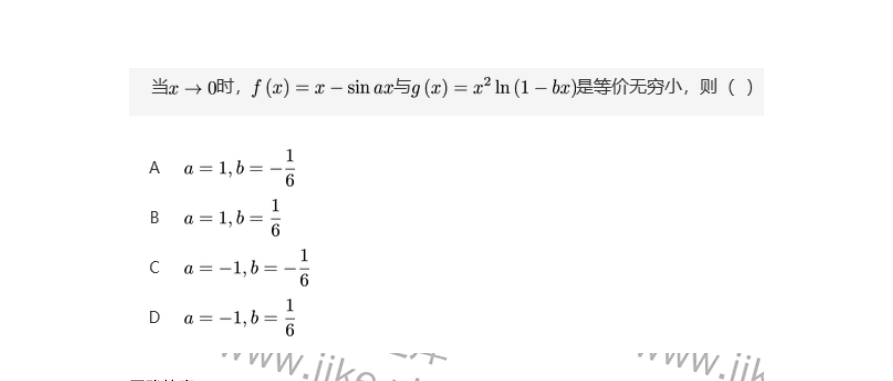 当x → 0时，f (x) = x − sin ax与g (x) = x² ln (1 − bx)是等价无穷小，则（ ）
A a = 1, b = −1/6
B a = 1, b = 1/6
C a = −1, b = −1/6
D a = −1, b = 1/6